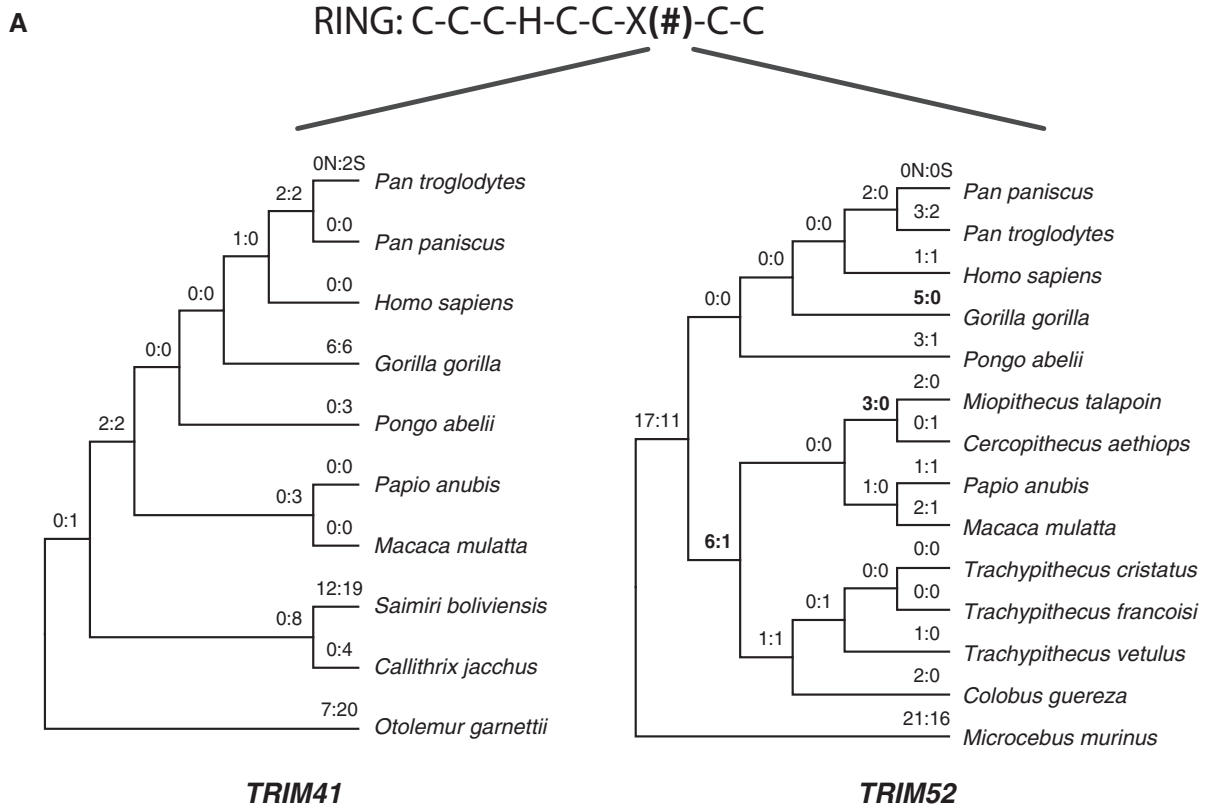 A
RING: C-C-C-H-C-C-X(#)-C-C
0N:2S
Pan troglodytes
2:2
0:0
Pan paniscus
1:0
0:0
Homo sapiens
0:0
6:6
Gorilla gorilla
0:0
0:3
Pongo abelii
2:2
0:0
Papio anubis
0:3
0:0
Macaca mulatta
0:1
12:19
Saimiri boliviensis
0:8
0:4
Callithrix jacchus
7:20
Otolemur garnettii
TRIM41
0N:0S
Pan paniscus
2:0
3:2
Pan troglodytes
0:0
1:1
Homo sapiens
0:0
5:0
Gorilla gorilla
0:0
3:1
Pongo abelii
2:0
Miopithecus talapoin
3:0
0:1
Cercopithecus aethiops
17:11
0:0
1:1
Papio anubis
1:0
2:1
Macaca mulatta
6:1
0:0
Trachypithecus cristatus
0:0
0:0
Trachypithecus francoisi
0:1
1:0
Trachypithecus vetulus
1:1
2:0
Colobus guereza
21:16
Microcebus murinus
TRIM52